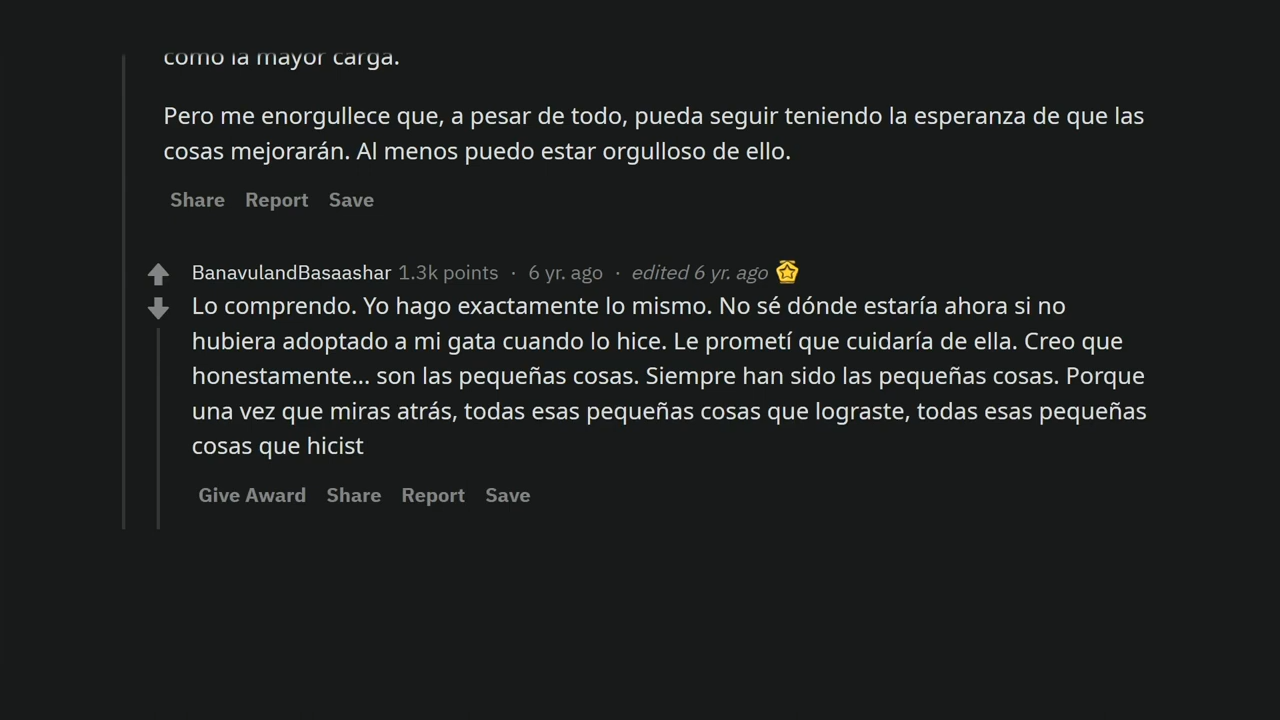 como la mayor carga.
Pero me enorgullece que, a pesar de todo, pueda seguir teniendo la esperanza de que las
cosas mejorarán. Al menos puedo estar orgulloso de ello.
Share Report Save
BanavulandBasaashar 1.3k points · 6 yr. ago · edited 6 yr. ago
Lo comprendo. Yo hago exactamente lo mismo. No sé dónde estaría ahora si no
hubiera adoptado a mi gata cuando lo hice. Le prometí que cuidaría de ella. Creo que
honestamente... son las pequeñas cosas. Siempre han sido las pequeñas cosas. Porque
una vez que miras atrás, todas esas pequeñas cosas que lograste, todas esas pequeñas
cosas que hicist
Give Award Share Report Save